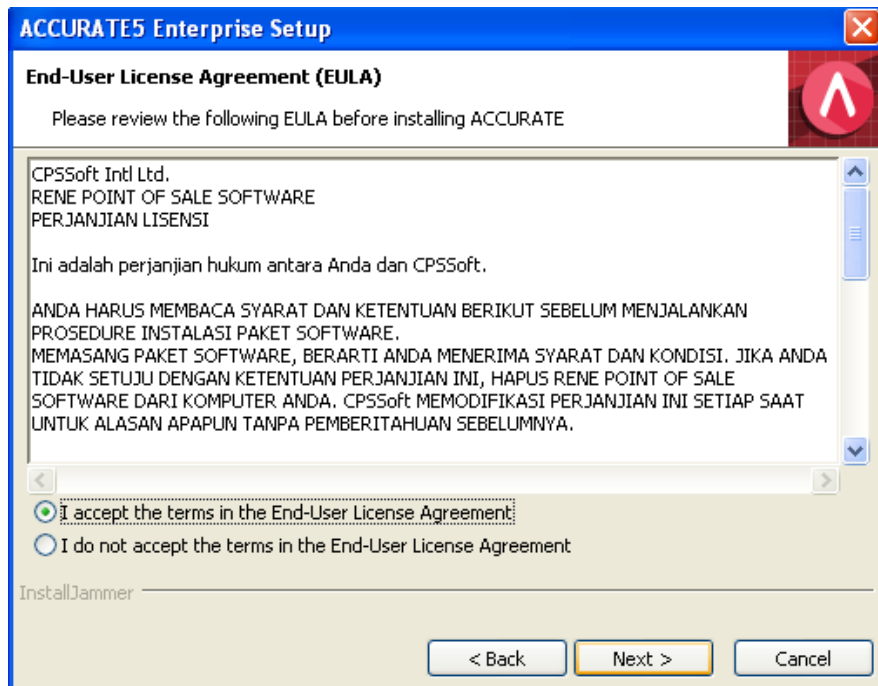 ACCURATE5 Enterprise Setup
End-User License Agreement (EULA)
Please review the following EULA before installing ACCURATE
CPSSoft Intl Ltd.
RENE POINT OF SALE SOFTWARE
PERJANJIAN LISENSI
Ini adalah perjanjian hukum antara Anda dan CPSSoft.
ANDA HARUS MEMBACA SYARAT DAN KETENTUAN BERIKUT SEBELUM MENJALANKAN
PROSEDURE INSTALASI PAKET SOFTWARE.
MEMASANG PAKET SOFTWARE, BERARTI ANDA MENERIMA SYARAT DAN KONDISI. JIKA ANDA
TIDAK SETUJU DENGAN KETENTUAN PERJANJIAN INI, HAPUS RENE POINT OF SALE
SOFTWARE DARI KOMPUTER ANDA. CPSSoft MEMODIFIKASI PERJANJIAN INI SETIAP SAAT
UNTUK ALASAN APAPUN TANPA PEMBERITAHUAN SEBELUMNYA.
I accept the terms in the End-User License Agreement
I do not accept the terms in the End-User License Agreement
InstallJammer
< Back Next > Cancel